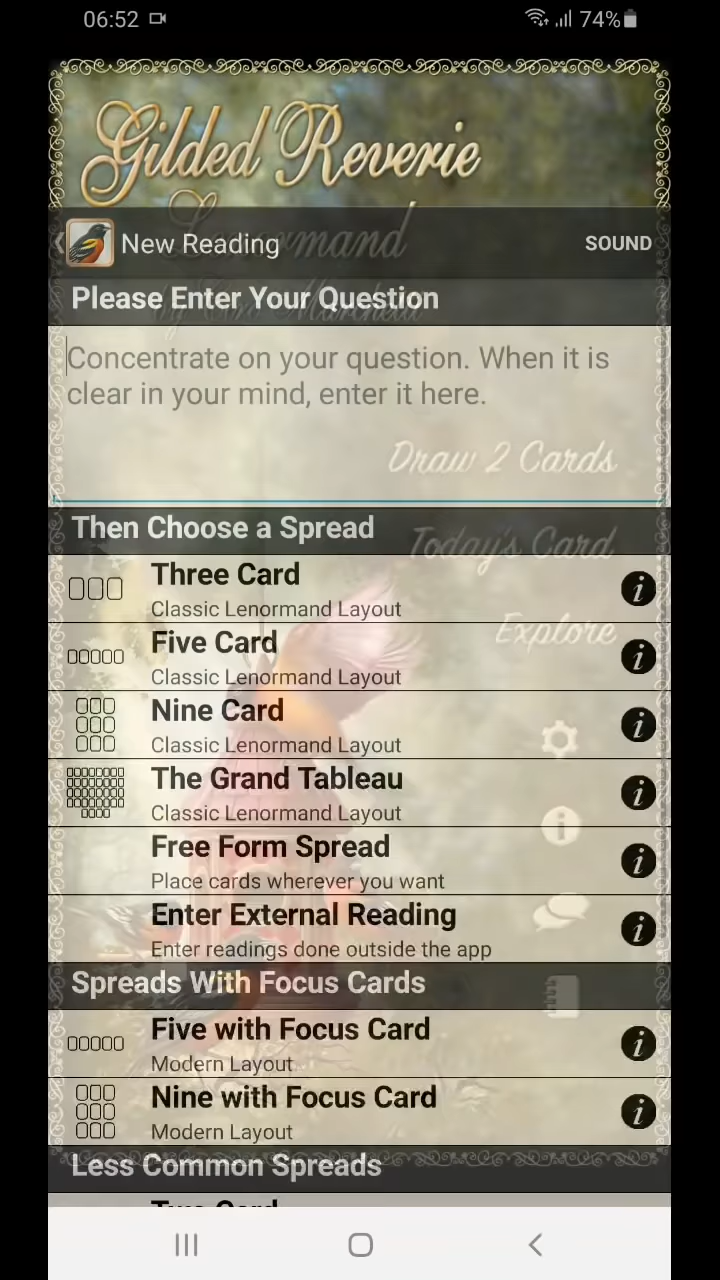 06:52
74%
Gilded Reverie
Lenormand
New Reading
SOUND
Please Enter Your Question
Concentrate on your question. When it is
clear in your mind, enter it here.
Draw 2 Cards
Then Choose a Spread
Today's Card
Three Card
Classic Lenormand Layout
Explore
Five Card
Classic Lenormand Layout
Nine Card
Classic Lenormand Layout
The Grand Tableau
Classic Lenormand Layout
Free Form Spread
Place cards wherever you want
Enter External Reading
Enter readings done outside the app
Spreads With Focus Cards
Five with Focus Card
Modern Layout
Nine with Focus Card
Modern Layout
Less Common Spreads
Two Card